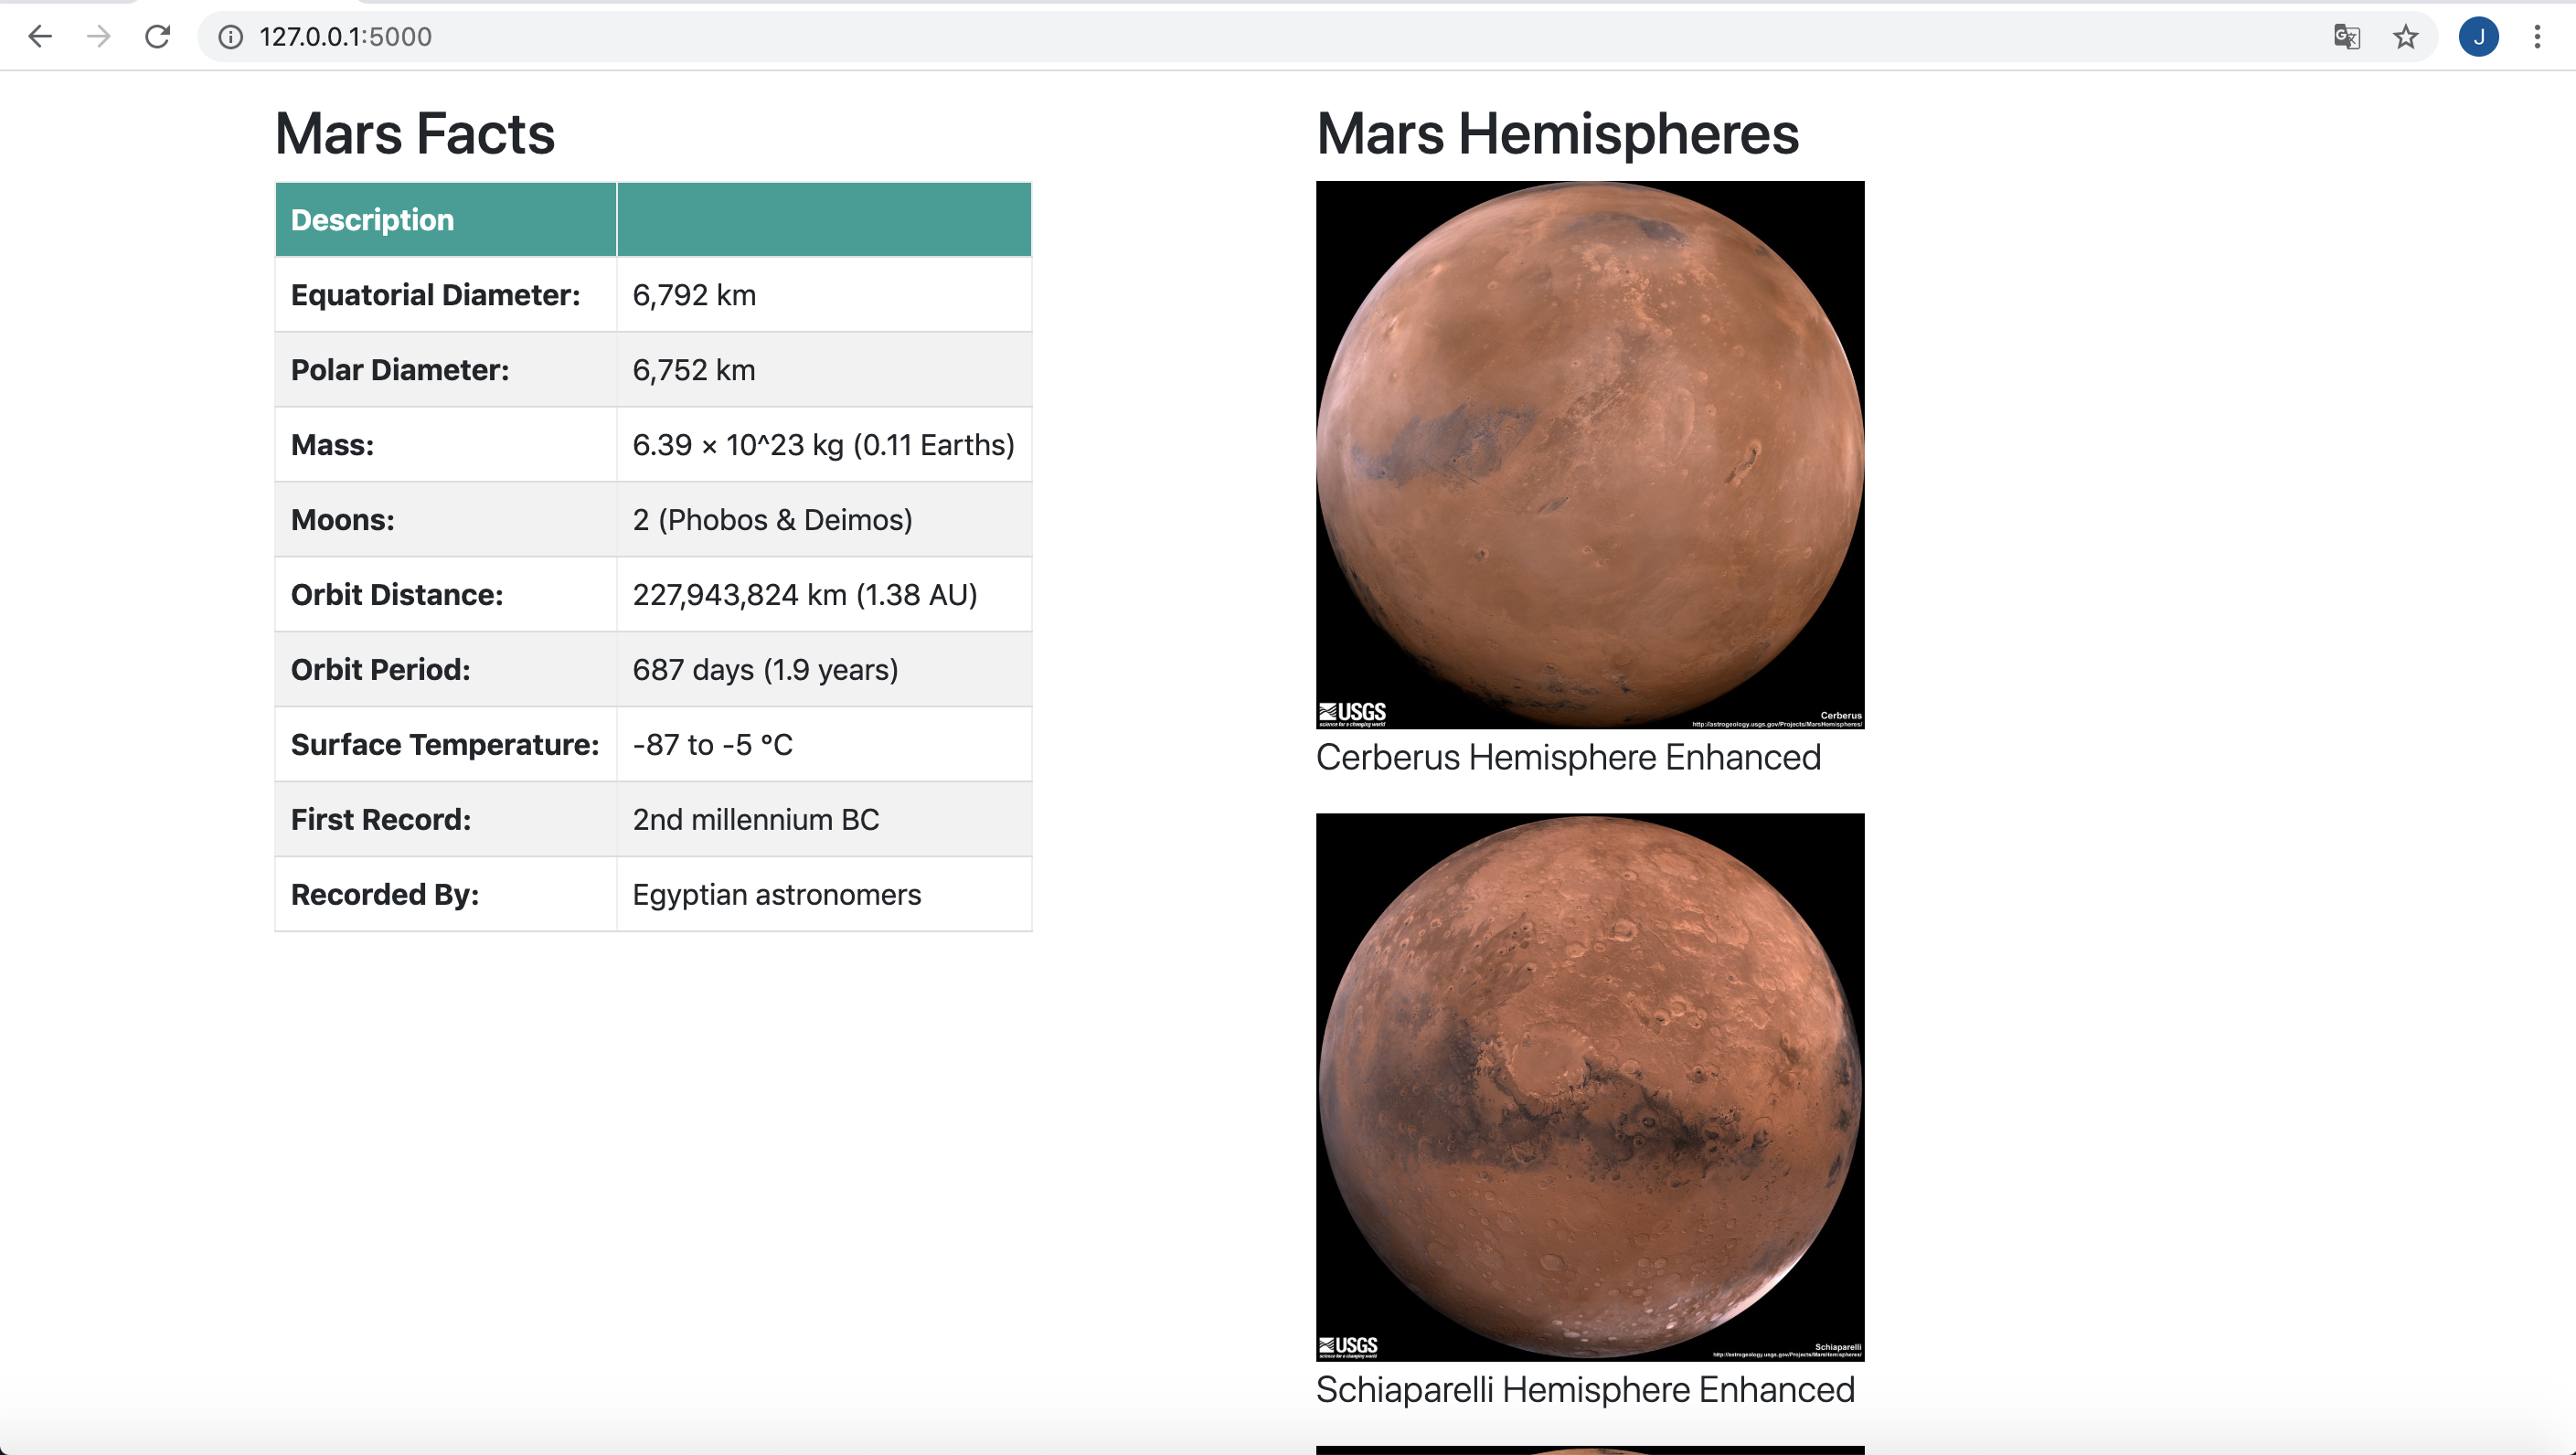 127.0.0.1:5000
J
Mars Facts
Description
Equatorial Diameter: 6,792 km
Polar Diameter: 6,752 km
Mass: 6.39 × 10^23 kg (0.11 Earths)
Moons: 2 (Phobos & Deimos)
Orbit Distance: 227,943,824 km (1.38 AU)
Orbit Period: 687 days (1.9 years)
Surface Temperature: -87 to -5 °C
First Record: 2nd millennium BC
Recorded By: Egyptian astronomers
Mars Hemispheres
USGS
science for a changing world
Cerberus
http://astrogeology.usgs.gov/Projects/MarsHemispheres/
Cerberus Hemisphere Enhanced
USGS
science for a changing world
Schiaparelli
http://astrogeology.usgs.gov/Projects/MarsHemispheres/
Schiaparelli Hemisphere Enhanced